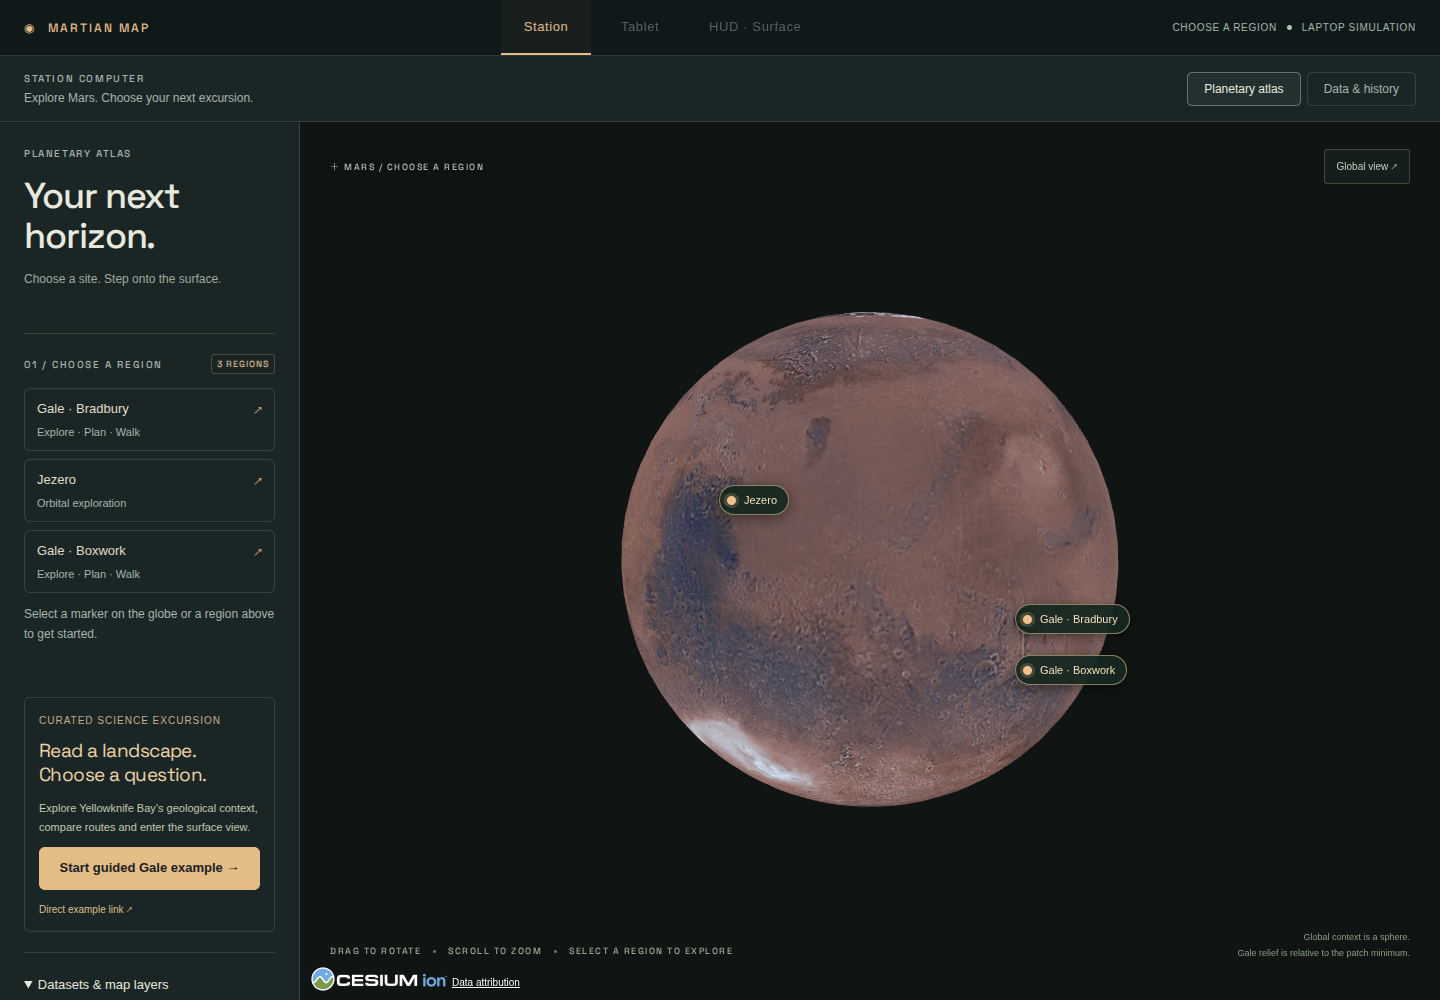 MARTIAN MAP
Station
Tablet
HUD · Surface
CHOOSE A REGION • LAPTOP SIMULATION
STATION COMPUTER
Explore Mars. Choose your next excursion.
Planetary atlas
Data & history
PLANETARY ATLAS
Your next
horizon.
Choose a site. Step onto the surface.
01 / CHOOSE A REGION
3 REGIONS
Gale · Bradbury ↗
Explore · Plan · Walk
Jezero ↗
Orbital exploration
Gale · Boxwork ↗
Explore · Plan · Walk
Select a marker on the globe or a region above
to get started.
CURATED SCIENCE EXCURSION
Read a landscape.
Choose a question.
Explore Yellowknife Bay's geological context,
compare routes and enter the surface view.
Start guided Gale example →
Direct example link ↗
▼ Datasets & map layers
+ MARS / CHOOSE A REGION
Global view ↗
Jezero
Gale · Bradbury
Gale · Boxwork
DRAG TO ROTATE • SCROLL TO ZOOM • SELECT A REGION TO EXPLORE
Global context is a sphere.
Gale relief is relative to the patch minimum.
CESIUM ion Data attribution